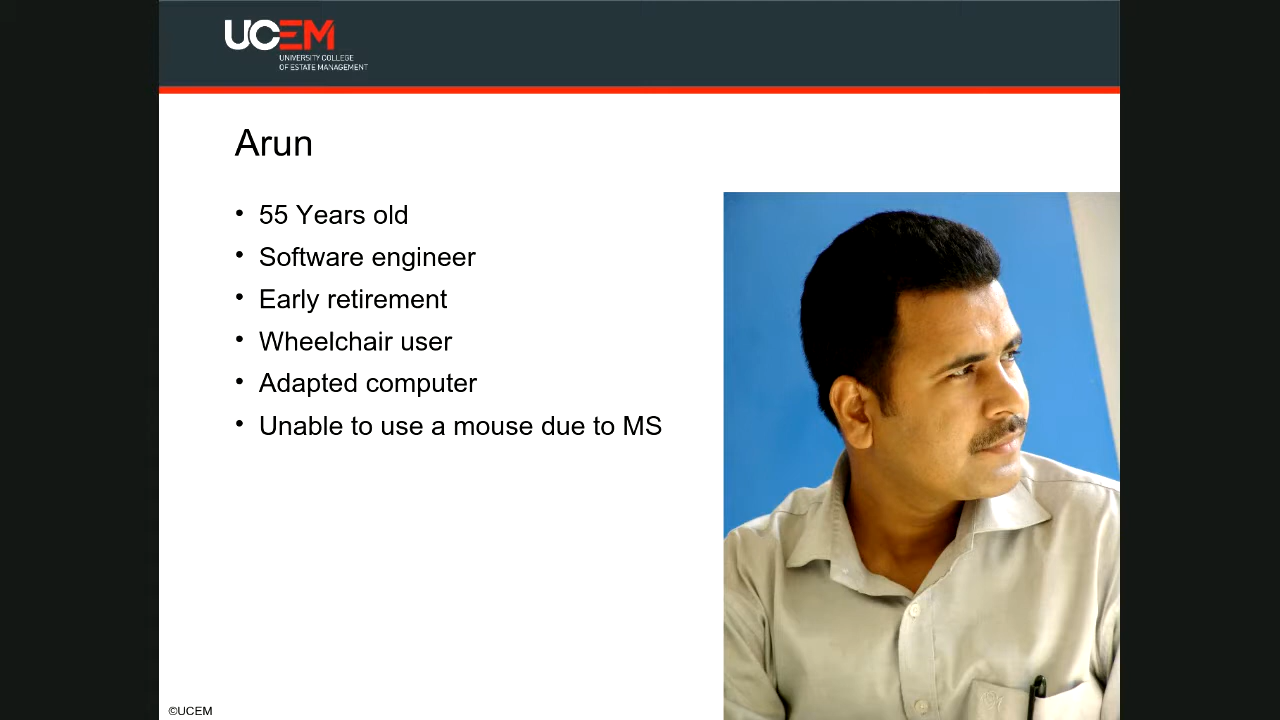 UCEM
UNIVERSITY COLLEGE
OF ESTATE MANAGEMENT
Arun
• 55 Years old
• Software engineer
• Early retirement
• Wheelchair user
• Adapted computer
• Unable to use a mouse due to MS
©UCEM